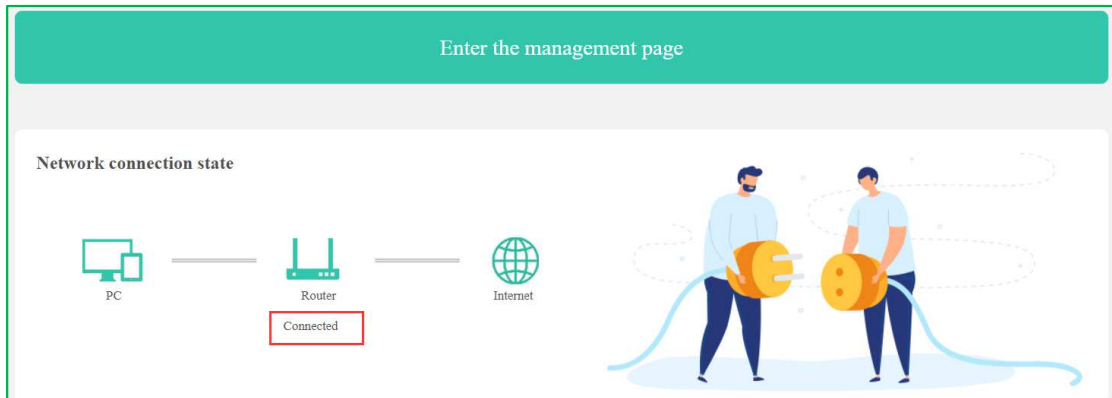 Enter the management page
Network connection state
PC
Router
Internet
Connected